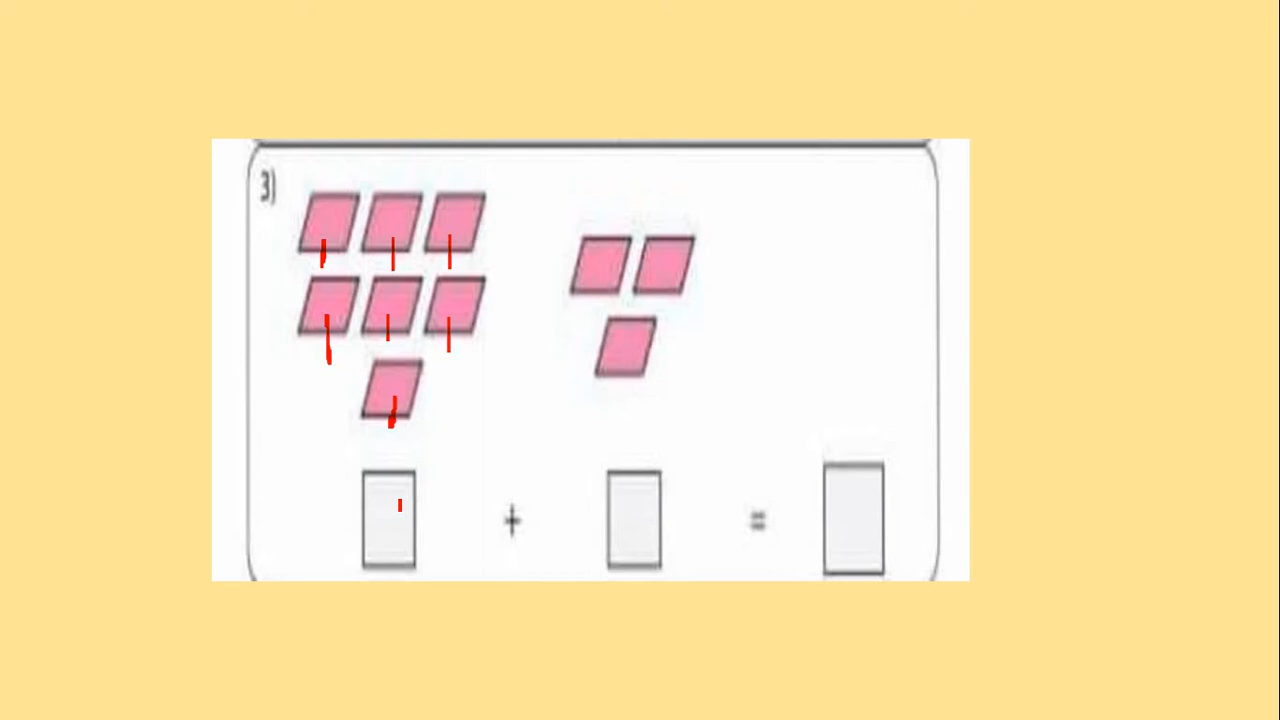 3)
+ =